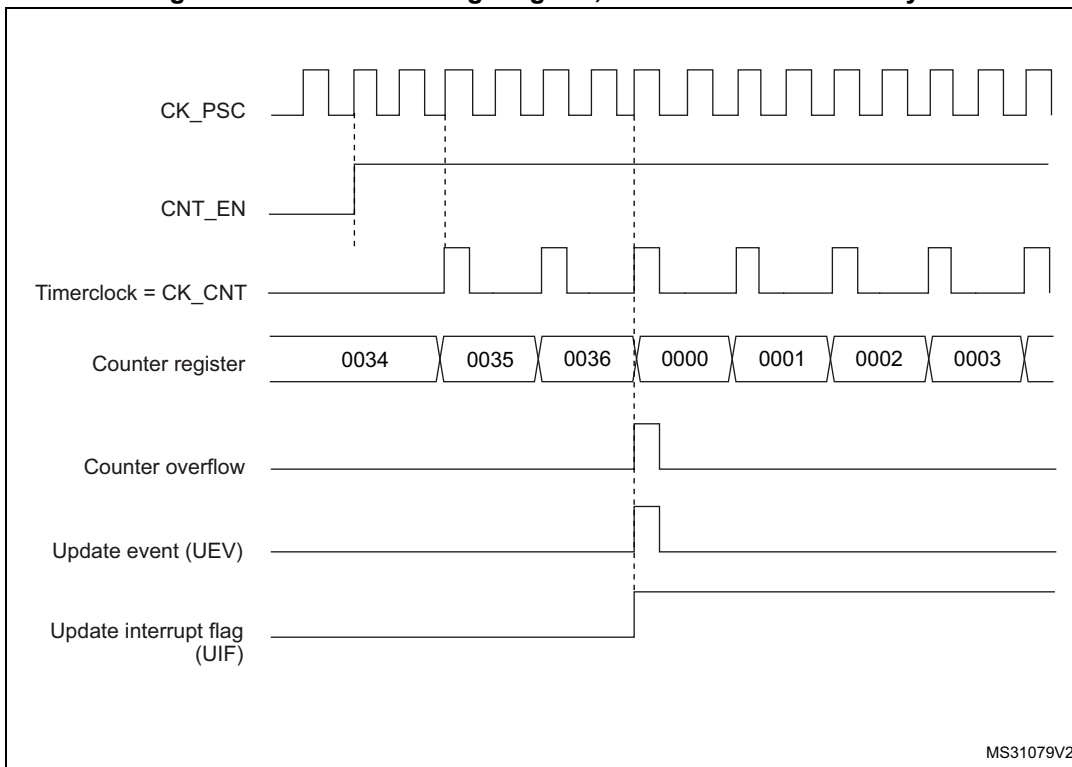 CK_PSC
CNT_EN
Timerclock = CK_CNT
Counter register 0034 0035 0036 0000 0001 0002 0003
Counter overflow
Update event (UEV)
Update interrupt flag
(UIF)
MS31079V2